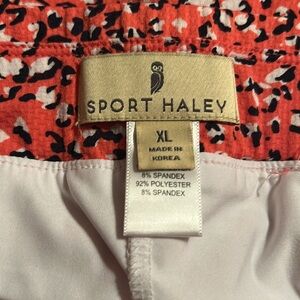 SPORT HALEY
XL
MADE IN
KOREA
8% SPANDEX
92% POLYESTER
8% SPANDEX